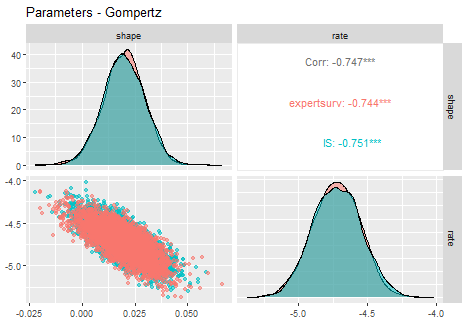 Parameters - Gompertz
shape
rate
40
30
20
10
0
Corr: -0.747***
expertsurv: -0.744***
IS: -0.751***
shape
-4.0
-4.5
-5.0
rate
-0.025
0.000
0.025
0.050
-5.0
-4.5
-4.0